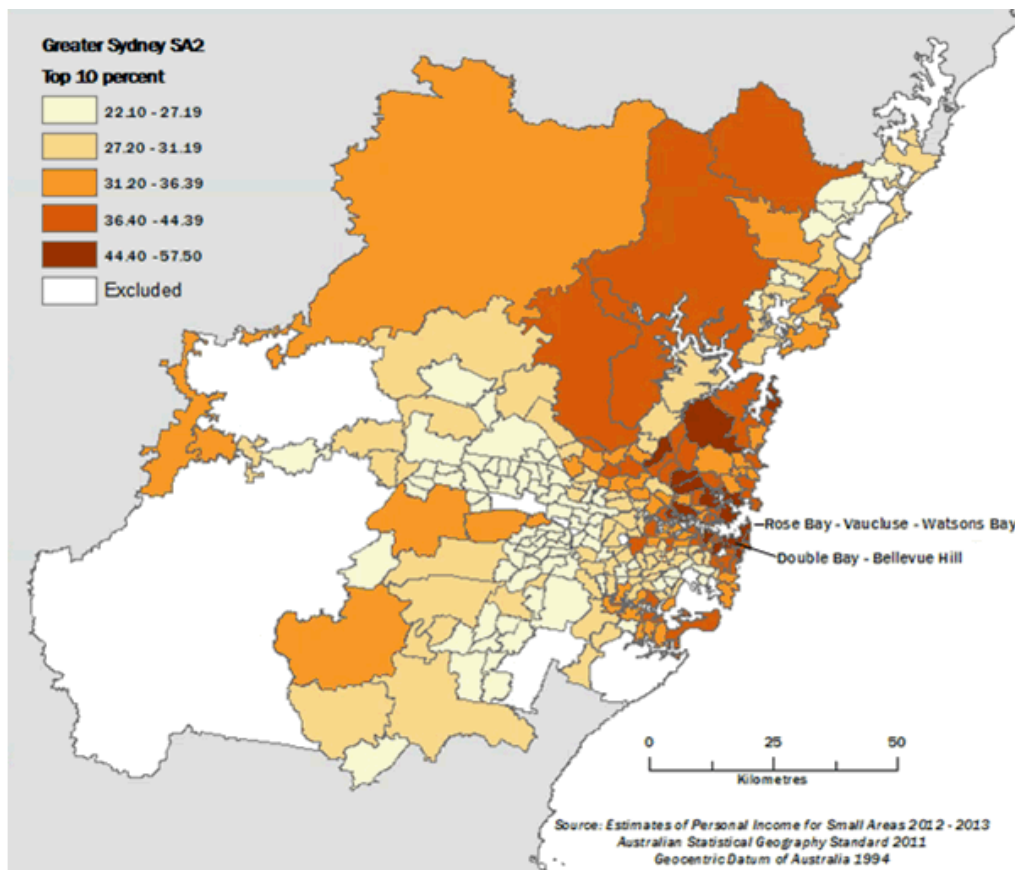 Greater Sydney SA2
Top 10 percent
22.10 - 27.19
27.20 - 31.19
31.20 - 36.39
36.40 - 44.39
44.40 - 57.50
Excluded
Rose Bay - Vaucluse - Watsons Bay
Double Bay - Bellevue Hill
0 25 50
Kilometres
Source: Estimates of Personal Income for Small Areas 2012 - 2013
Australian Statistical Geography Standard 2011
Geocentric Datum of Australia 1994